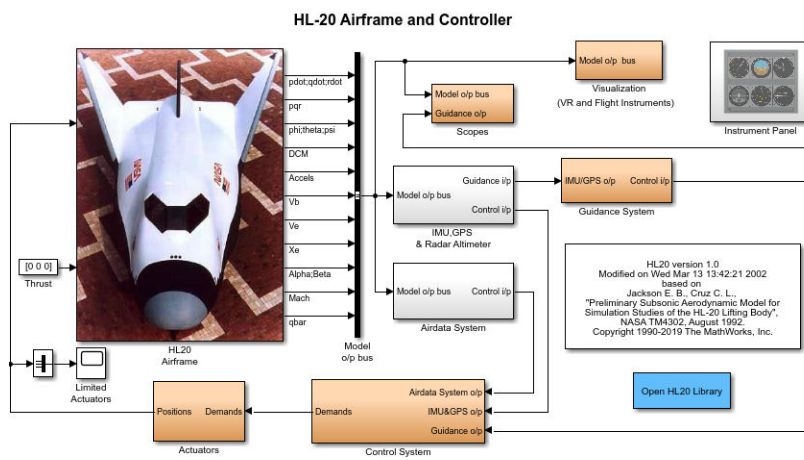 HL-20 Airframe and Controller
pdot;qdot;rdot
pqr
phi;theta;psi
DCM
Accels
Vb
Ve
Xe
Alpha;Beta
Mach
qbar
[0 0 0]
Thrust
HL20
Airframe
Model
o/p bus
Limited
Actuators
Model o/p bus
Visualization
(VR and Flight Instruments)
Model o/p bus
Guidance o/p
Scopes
Instrument Panel
Model o/p bus
Guidance i/p
Control i/p
IMU,GPS
& Radar Altimeter
IMU/GPS o/p
Control i/p
Guidance System
Model o/p bus
Control i/p
Airdata System
HL20 version 1.0
Modified on Wed Mar 13 13:42:21 2002
based on
Jackson E. B., Cruz C. L.,
"Preliminary Subsonic Aerodynamic Model for
Simulation Studies of the HL-20 Lifting Body",
NASA TM4302, August 1992.
Copyright 1990-2019 The MathWorks, Inc.
Open HL20 Library
Positions
Demands
Actuators
Demands
Airdata System o/p
IMU&GPS o/p
Guidance o/p
Control System